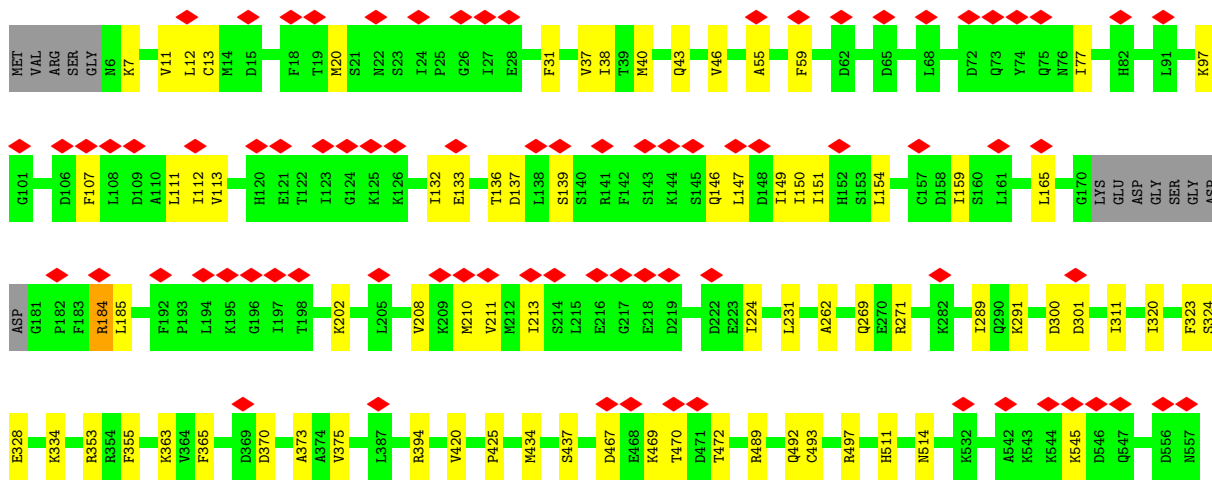 MET VAL ARG SER GLY N6 K7 V11 L12 C13 M14 D15 F18 T19 M20 S21 N22 S23 I24 P25 G26 I27 E28 F31 V37 I38 T39 M40 Q43 V46 A55 F59 D62 D65 L68 D72 Q73 Y74 Q75 N76 I77 H82 L91 K97
G101 D106 F107 L108 D109 A110 L111 I112 V113 H120 E121 T122 I123 G124 K125 K126 I132 E133 T136 D137 L138 S139 S140 R141 F142 S143 K144 S145 Q146 L147 D148 I149 I150 I151 H152 S153 L154 C157 D158 I159 S160 L161 L165 G170 LYS GLU ASP GLY SER GLY ASP
ASP G181 P182 F183 R184 L185 F192 P193 L194 K195 G196 I197 T198 K202 L205 V208 K209 M210 V211 M212 I213 S214 L215 E216 G217 E218 D219 D222 E223 I224 L231 A262 Q269 E270 R271 K282 I289 Q290 K291 D300 D301 I311 I320 F323 S324
E328 K334 R353 R354 F355 K363 V364 F365 D369 D370 A373 A374 V375 L387 R394 V420 P425 M434 S437 D467 E468 K469 T470 D471 T472 R489 Q492 C493 R497 H511 N514 K532 A542 K543 K544 K545 D546 Q547 D556 N557